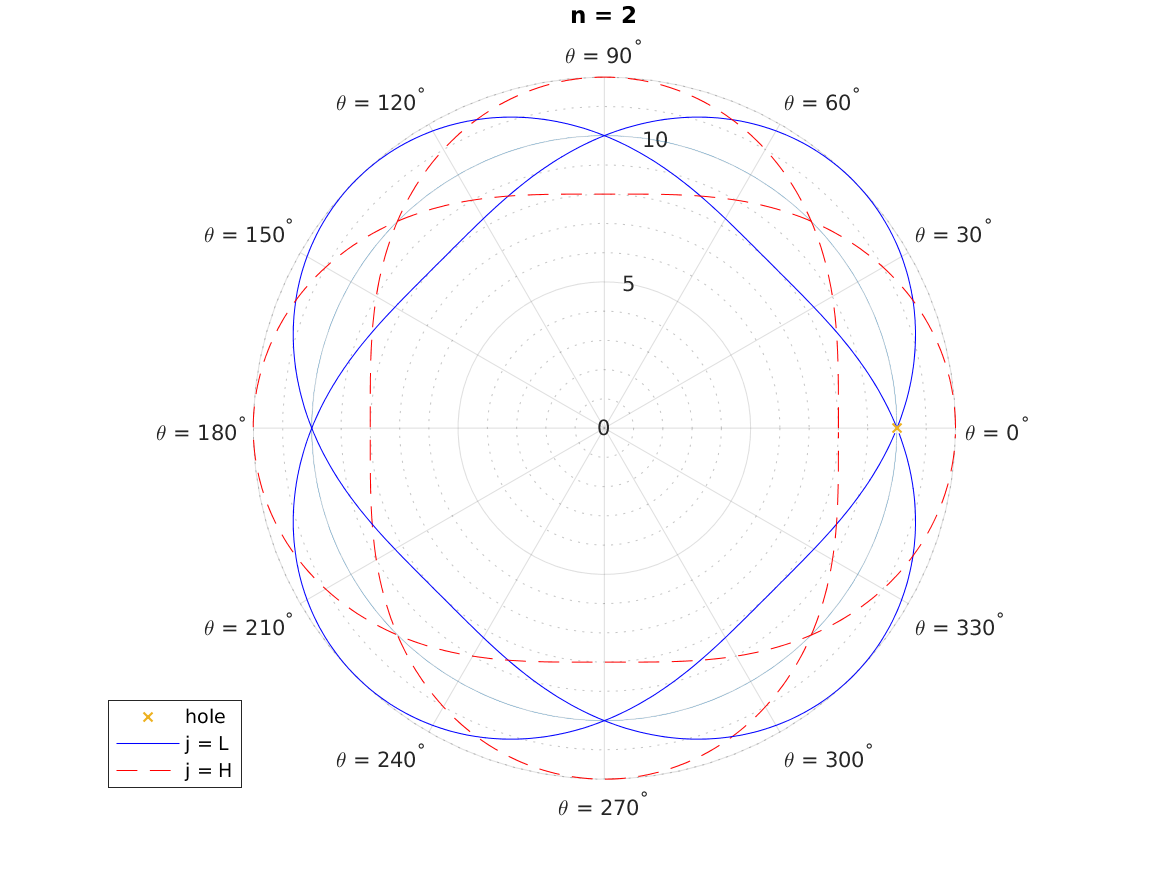 n = 2
θ = 90°
θ = 120°
θ = 60°
10
θ = 150°
θ = 30°
5
θ = 180°
0
θ = 0°
θ = 210°
θ = 330°
θ = 240°
θ = 300°
θ = 270°
hole
j = L
j = H